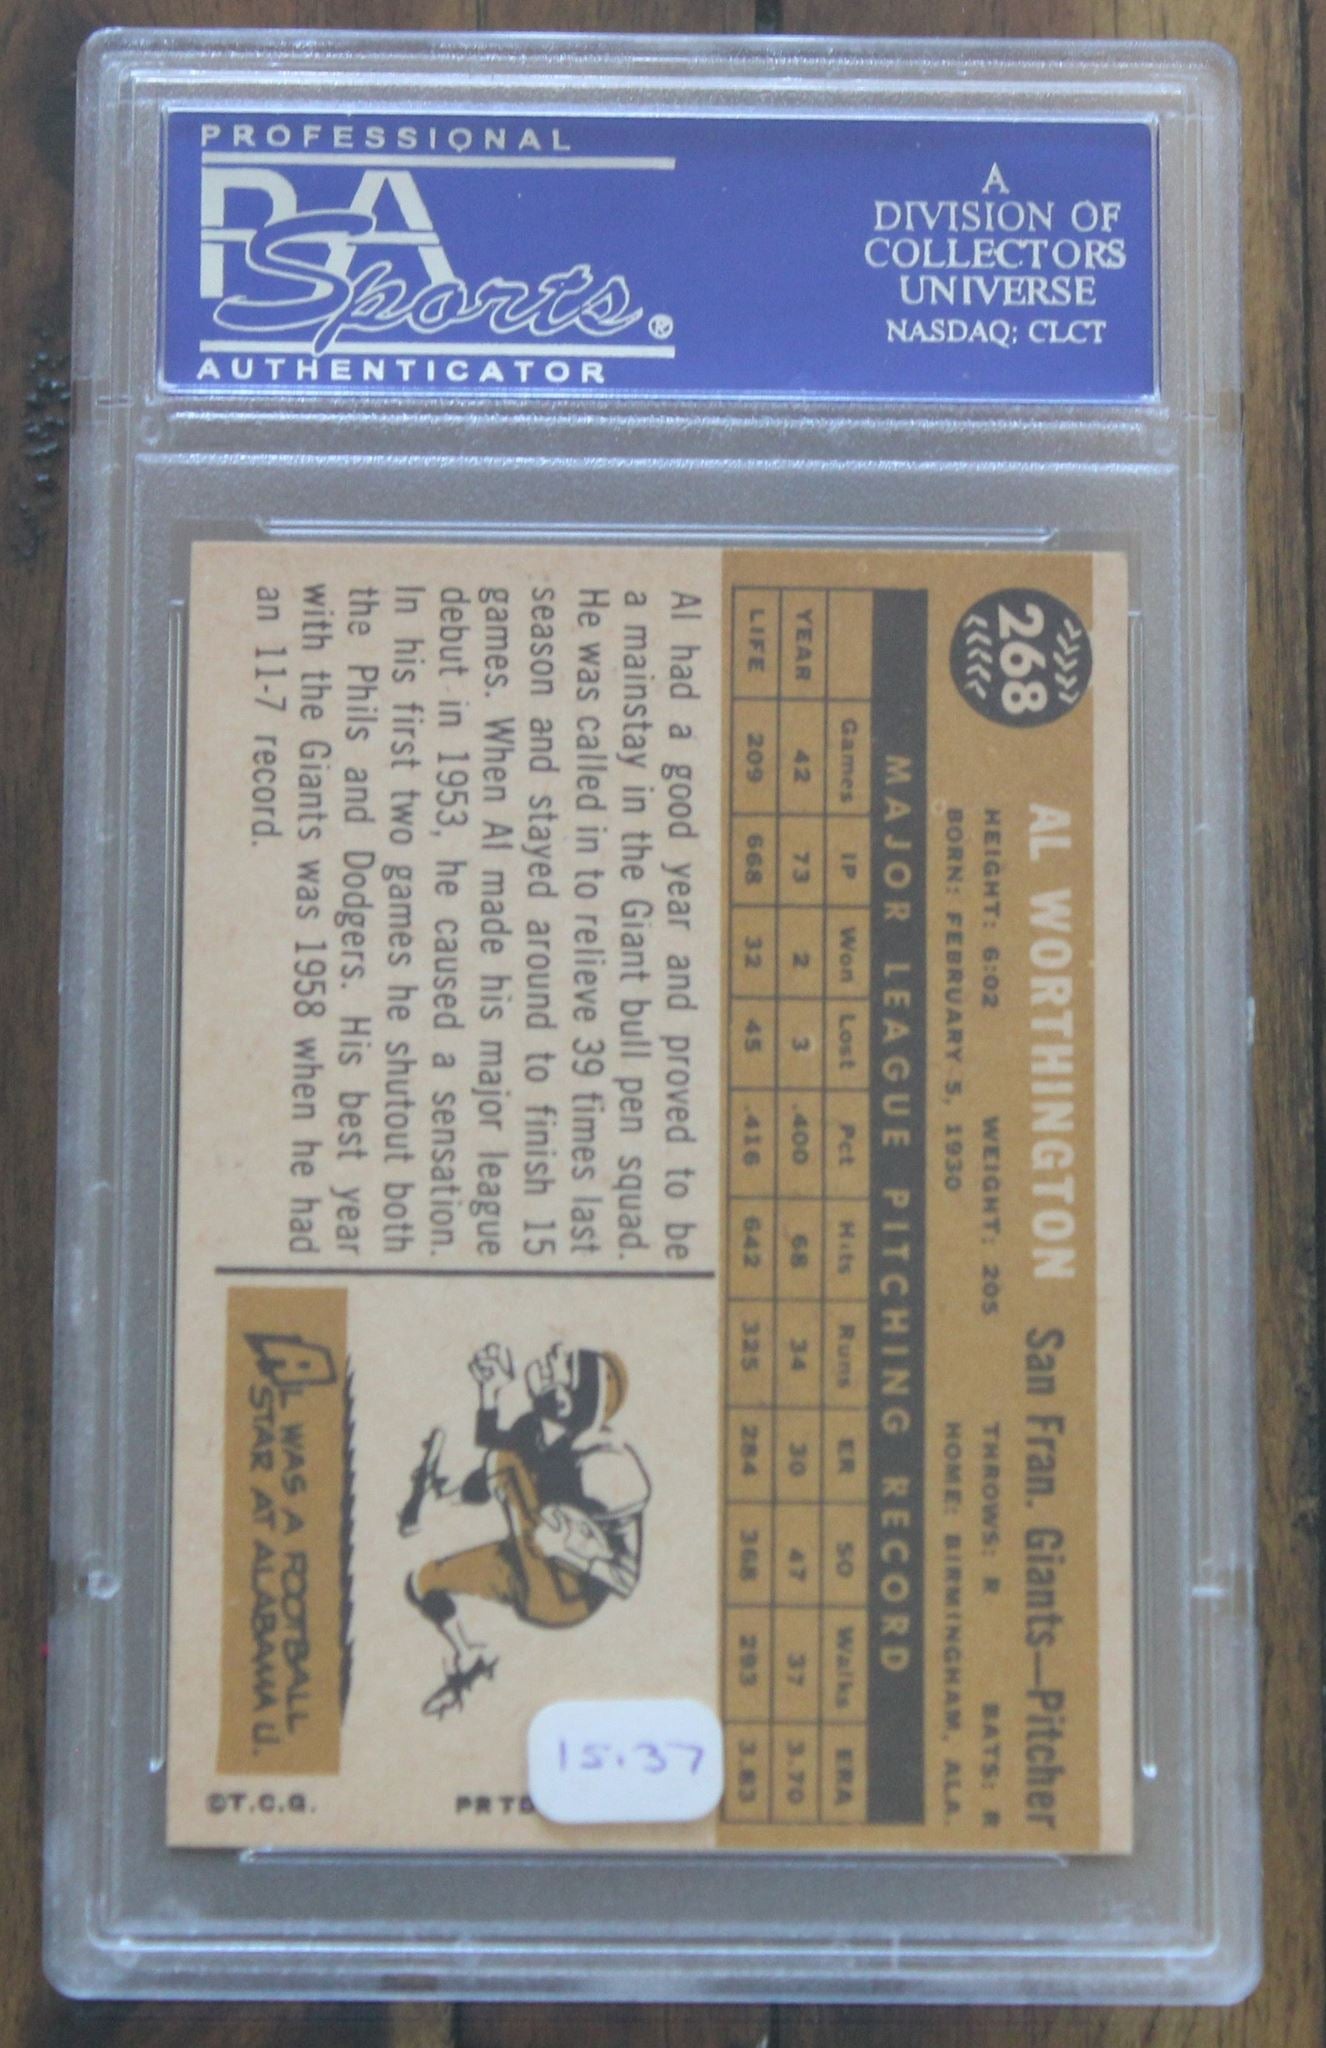 PROFESSIONAL
PSA
Sports®
AUTHENTICATOR
A
DIVISION OF
COLLECTORS
UNIVERSE
NASDAQ: CLCT
268
AL WORTHINGTON San Fran. Giants—Pitcher
HEIGHT: 6:02 WEIGHT: 205 THROWS: R BATS: R
BORN: FEBRUARY 5, 1930 HOME: BIRMINGHAM, ALA.
MAJOR LEAGUE PITCHING RECORD
Games IP Won Lost Pct Hits Runs ER SO Walks ERA
YEAR 42 73 2 3 .400 68 34 30 47 37 3.70
LIFE 209 668 32 45 .416 642 325 284 368 293 3.83
Al had a good year and proved to be
a mainstay in the Giant bull pen squad.
He was called in to relieve 39 times last
season and stayed around to finish 15
games. When Al made his major league
debut in 1953, he caused a sensation.
In his first two games he shutout both
the Phils and Dodgers. His best year
with the Giants was 1958 when he had
an 11-7 record.
AL WAS A FOOTBALL
STAR AT ALABAMA U.
15.37
©T.C.G. PRTD